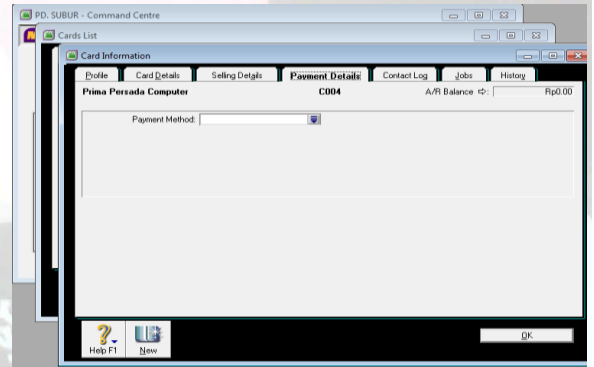 PD. SUBUR - Command Centre
Cards List
Card Information
Profile Card Details Selling Details Payment Details Contact Log Jobs History
Prima Persada Computer C004 A/R Balance ⇨: Rp0.00
Payment Method:
Help F1 New OK